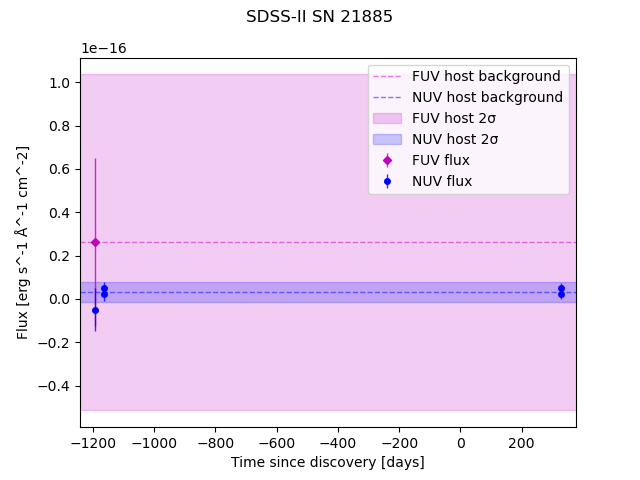 SDSS-II SN 21885
1e−16
FUV host background
NUV host background
FUV host 2σ
NUV host 2σ
FUV flux
NUV flux
1.0
0.8
0.6
0.4
0.2
0.0
−0.2
−0.4
Flux [erg s^-1 Å^-1 cm^-2]
−1200 −1000 −800 −600 −400 −200 0 200
Time since discovery [days]